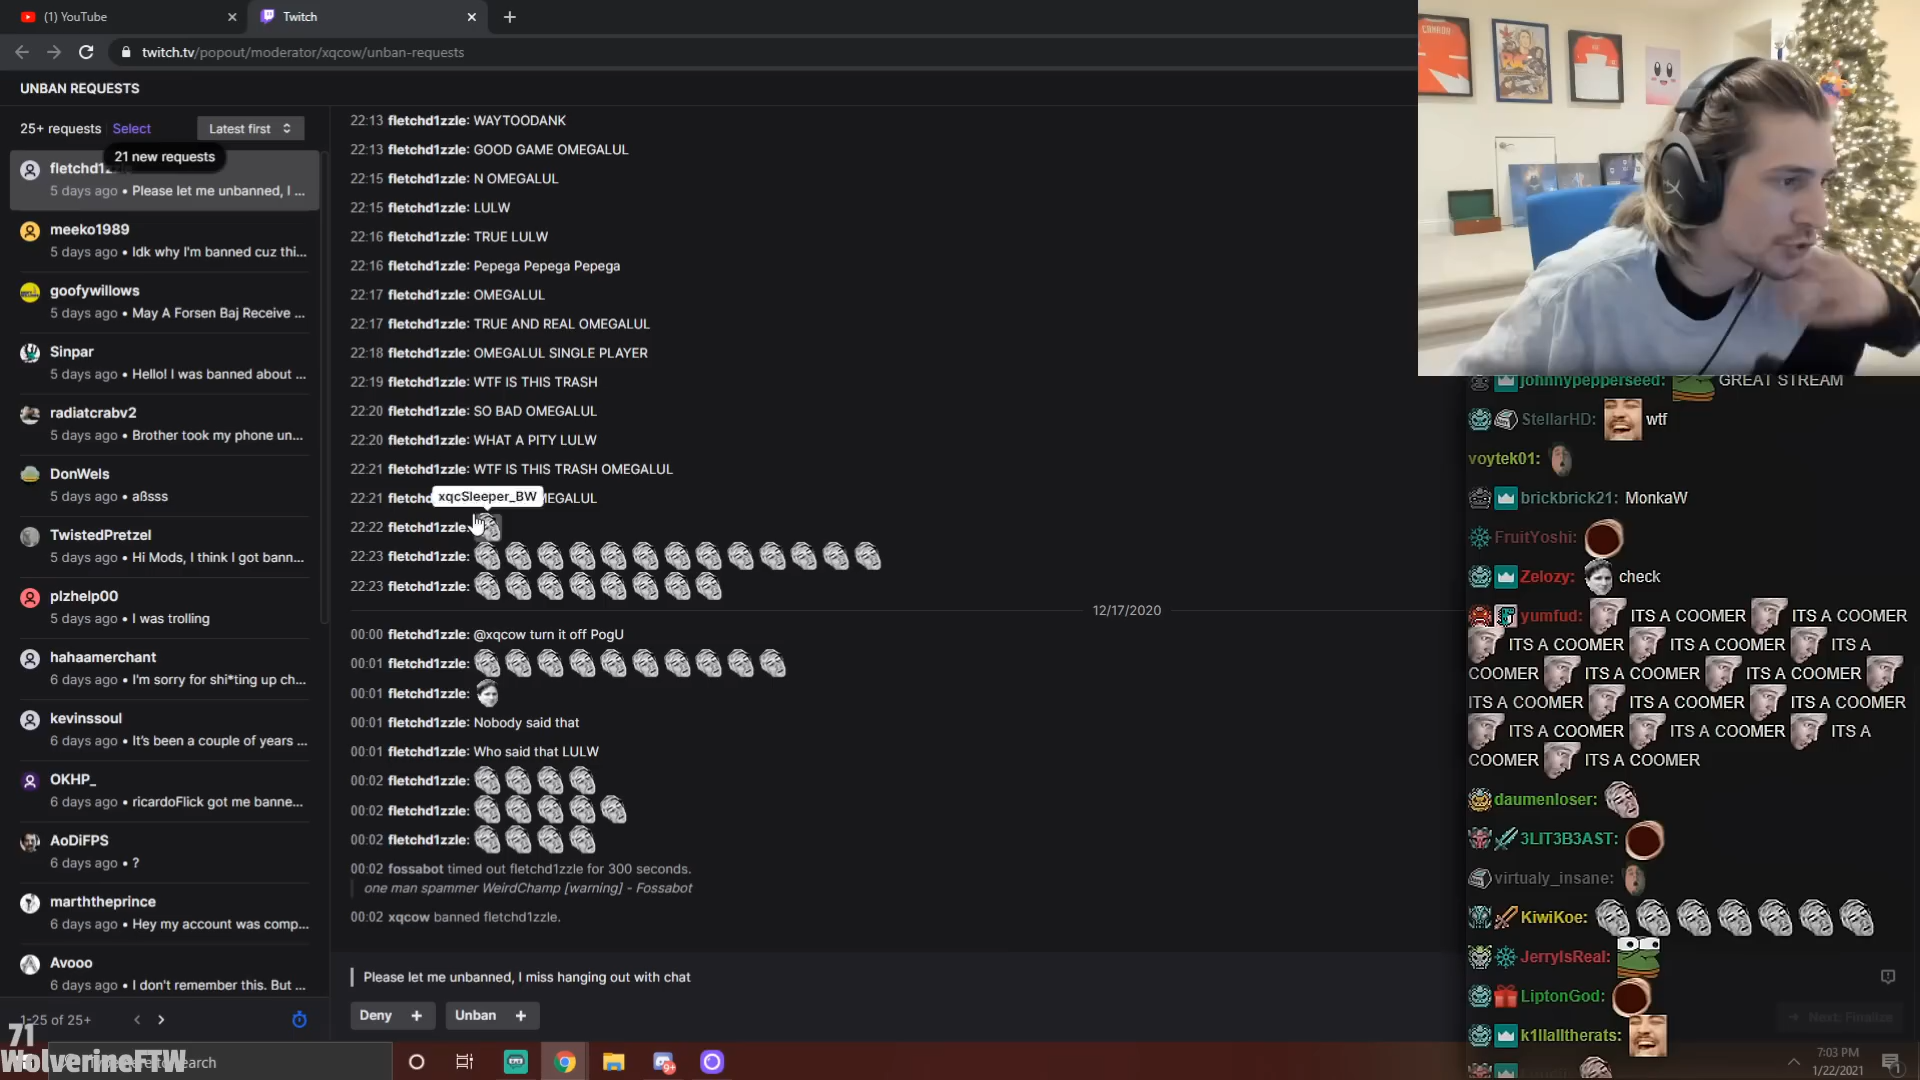 (1) YouTube
Twitch
twitch.tv/popout/moderator/xqcow/unban-requests
UNBAN REQUESTS
25+ requests Select Latest first
21 new requests
fletchd1z
5 days ago • Please let me unbanned, I ...
meeko1989
5 days ago • Idk why I'm banned cuz thi...
goofywillows
5 days ago • May A Forsen Baj Receive ...
Sinpar
5 days ago • Hello! I was banned about ...
radiatcrabv2
5 days ago • Brother took my phone un...
DonWels
5 days ago • aßsss
TwistedPretzel
5 days ago • Hi Mods, I think I got bann...
plzhelp00
5 days ago • I was trolling
hahaamerchant
6 days ago • I'm sorry for shi*ting up ch...
kevinssoul
6 days ago • It's been a couple of years ...
OKHP_
6 days ago • ricardoFlick got me banne...
AoDiFPS
6 days ago • ?
marththeprince
6 days ago • Hey my account was comp...
Avooo
6 days ago • I don't remember this. But ...
1-25 of 25+
22:13 fletchd1zzle: WAYTOODANK
22:13 fletchd1zzle: GOOD GAME OMEGALUL
22:15 fletchd1zzle: N OMEGALUL
22:15 fletchd1zzle: LULW
22:16 fletchd1zzle: TRUE LULW
22:16 fletchd1zzle: Pepega Pepega Pepega
22:17 fletchd1zzle: OMEGALUL
22:17 fletchd1zzle: TRUE AND REAL OMEGALUL
22:18 fletchd1zzle: OMEGALUL SINGLE PLAYER
22:19 fletchd1zzle: WTF IS THIS TRASH
22:20 fletchd1zzle: SO BAD OMEGALUL
22:20 fletchd1zzle: WHAT A PITY LULW
22:21 fletchd1zzle: WTF IS THIS TRASH OMEGALUL
xqcSleeper_BW
22:21 fletchd MEGALUL
22:22 fletchd1zzle:
22:23 fletchd1zzle:
22:23 fletchd1zzle:
12/17/2020
00:00 fletchd1zzle: @xqcow turn it off PogU
00:01 fletchd1zzle:
00:01 fletchd1zzle:
00:01 fletchd1zzle: Nobody said that
00:01 fletchd1zzle: Who said that LULW
00:02 fletchd1zzle:
00:02 fletchd1zzle:
00:02 fletchd1zzle:
00:02 fossabot timed out fletchd1zzle for 300 seconds.
one man spammer WeirdChamp [warning] - Fossabot
00:02 xqcow banned fletchd1zzle.
Please let me unbanned, I miss hanging out with chat
Deny + Unban +
johnnypepperseed: GREAT STREAM
StellarHD: wtf
voytek01:
brickbrick21: MonkaW
FruitYoshi:
Zelozy: check
yumfud: ITS A COOMER ITS A COOMER
ITS A COOMER ITS A COOMER ITS A
COOMER ITS A COOMER ITS A COOMER
ITS A COOMER ITS A COOMER ITS A COOMER
ITS A COOMER ITS A COOMER ITS A
COOMER ITS A COOMER
daumenloser:
3LIT3B3AST:
virtualy_insane:
KiwiKoe:
JerryIsReal:
LiptonGod:
k1llalltherats:
Next: Finalize
71
WolverineFTW
search
9+
7:03 PM
1/22/2021
1